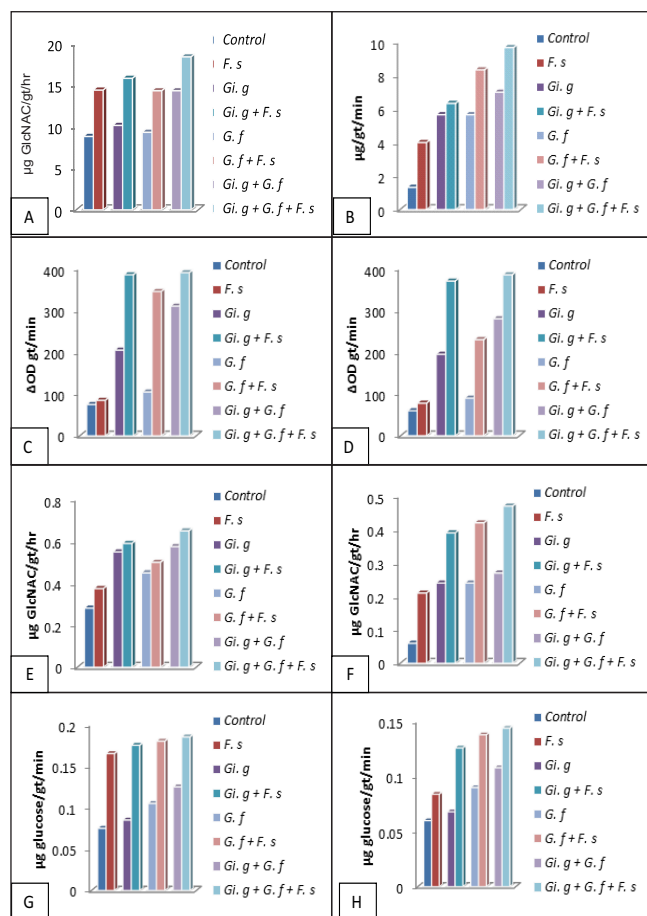 20
15
10
5
0
µg GlcNAC/gt/hr
Control
F. s
Gi. g
Gi. g + F. s
G. f
G. f + F. s
Gi. g + G. f
Gi. g + G. f + F. s
A
10
8
6
4
2
0
µg/gt/min
Control
F. s
Gi. g
Gi. g + F. s
G. f
G. f + F. s
Gi. g + G. f
Gi. g + G. f + F. s
B
400
300
200
100
0
ΔOD gt/min
Control
F. s
Gi. g
Gi. g + F. s
G. f
G. f + F. s
Gi. g + G. f
Gi. g + G. f + F. s
C
400
300
200
100
0
ΔOD gt/min
Control
F. s
Gi. g
Gi. g + F. s
G. f
G. f + F. s
Gi. g + G. f
Gi. g + G. f + F. s
D
0.8
0.6
0.4
0.2
0
µg GlcNAC/gt/hr
Control
F. s
Gi. g
Gi. g + F. s
G. f
G. f + F. s
Gi. g + G. f
Gi. g + G. f + F. s
E
0.5
0.4
0.3
0.2
0.1
0
µg GlcNAC/gt/hr
Control
F. s
Gi. g
Gi. g + F. s
G. f
G. f + F. s
Gi. g + G. f
Gi. g + G. f + F. s
F
0.2
0.15
0.1
0.05
0
µg glucose/gt/min
Control
F. s
Gi. g
Gi. g + F. s
G. f
G. f + F. s
Gi. g + G. f
Gi. g + G. f + F. s
G
0.15
0.1
0.05
0
µg glucose/gt/min
Control
F. s
Gi. g
Gi. g + F. s
G. f
G. f + F. s
Gi. g + G. f
Gi. g + G. f + F. s
H